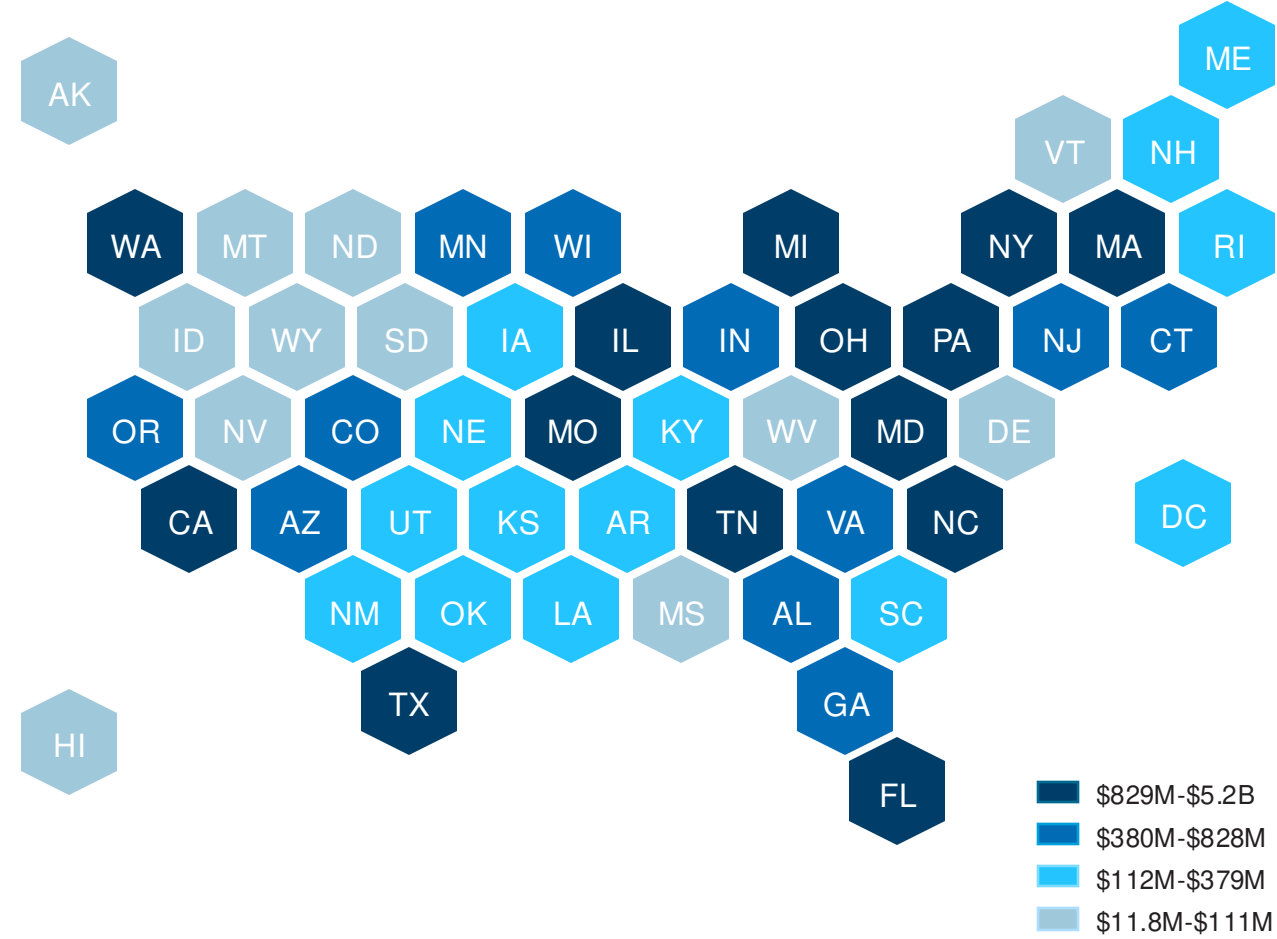 ME
AK
VT NH
WA MT ND MN WI MI NY MA RI
ID WY SD IA IL IN OH PA NJ CT
OR NV CO NE MO KY WV MD DE
CA AZ UT KS AR TN VA NC DC
NM OK LA MS AL SC
TX GA
HI
FL
$829M-$5.2B
$380M-$828M
$112M-$379M
$11.8M-$111M